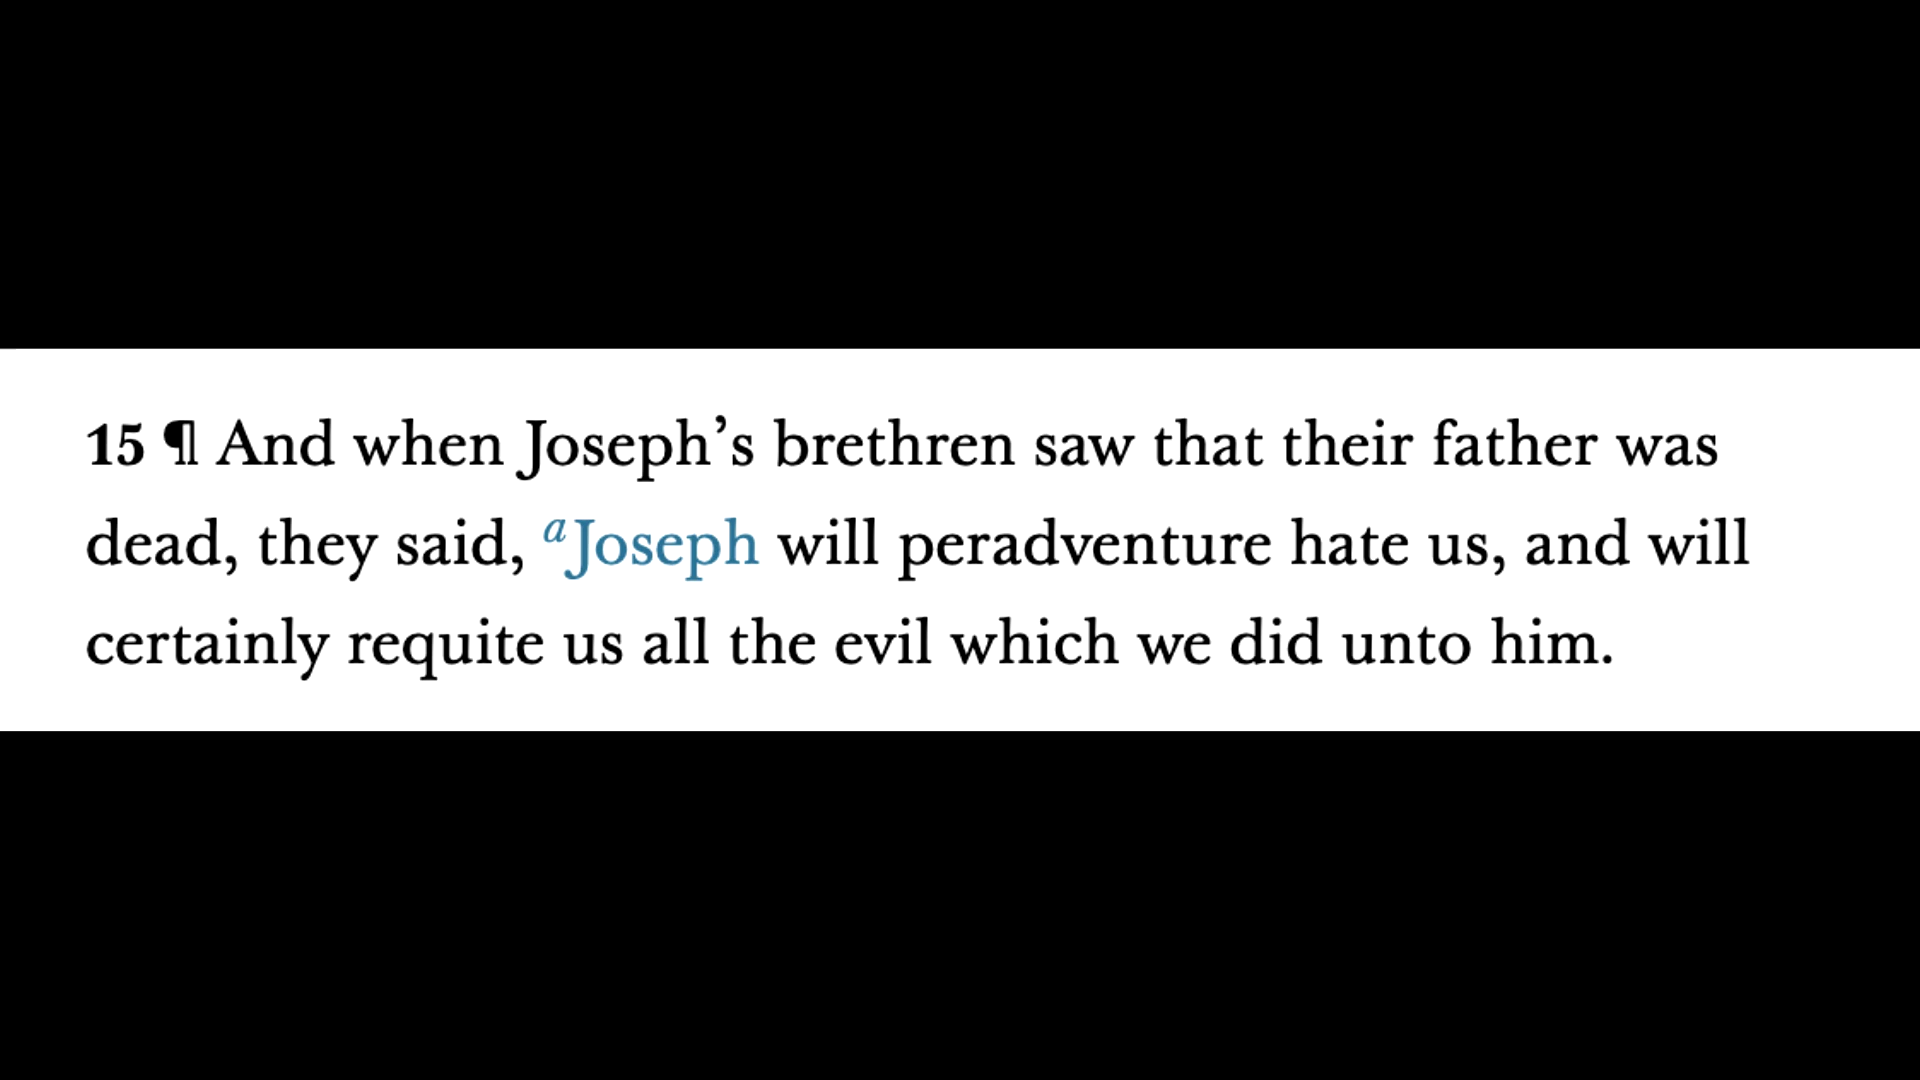 15 ¶ And when Joseph’s brethren saw that their father was
dead, they said, aJoseph will peradventure hate us, and will
certainly requite us all the evil which we did unto him.